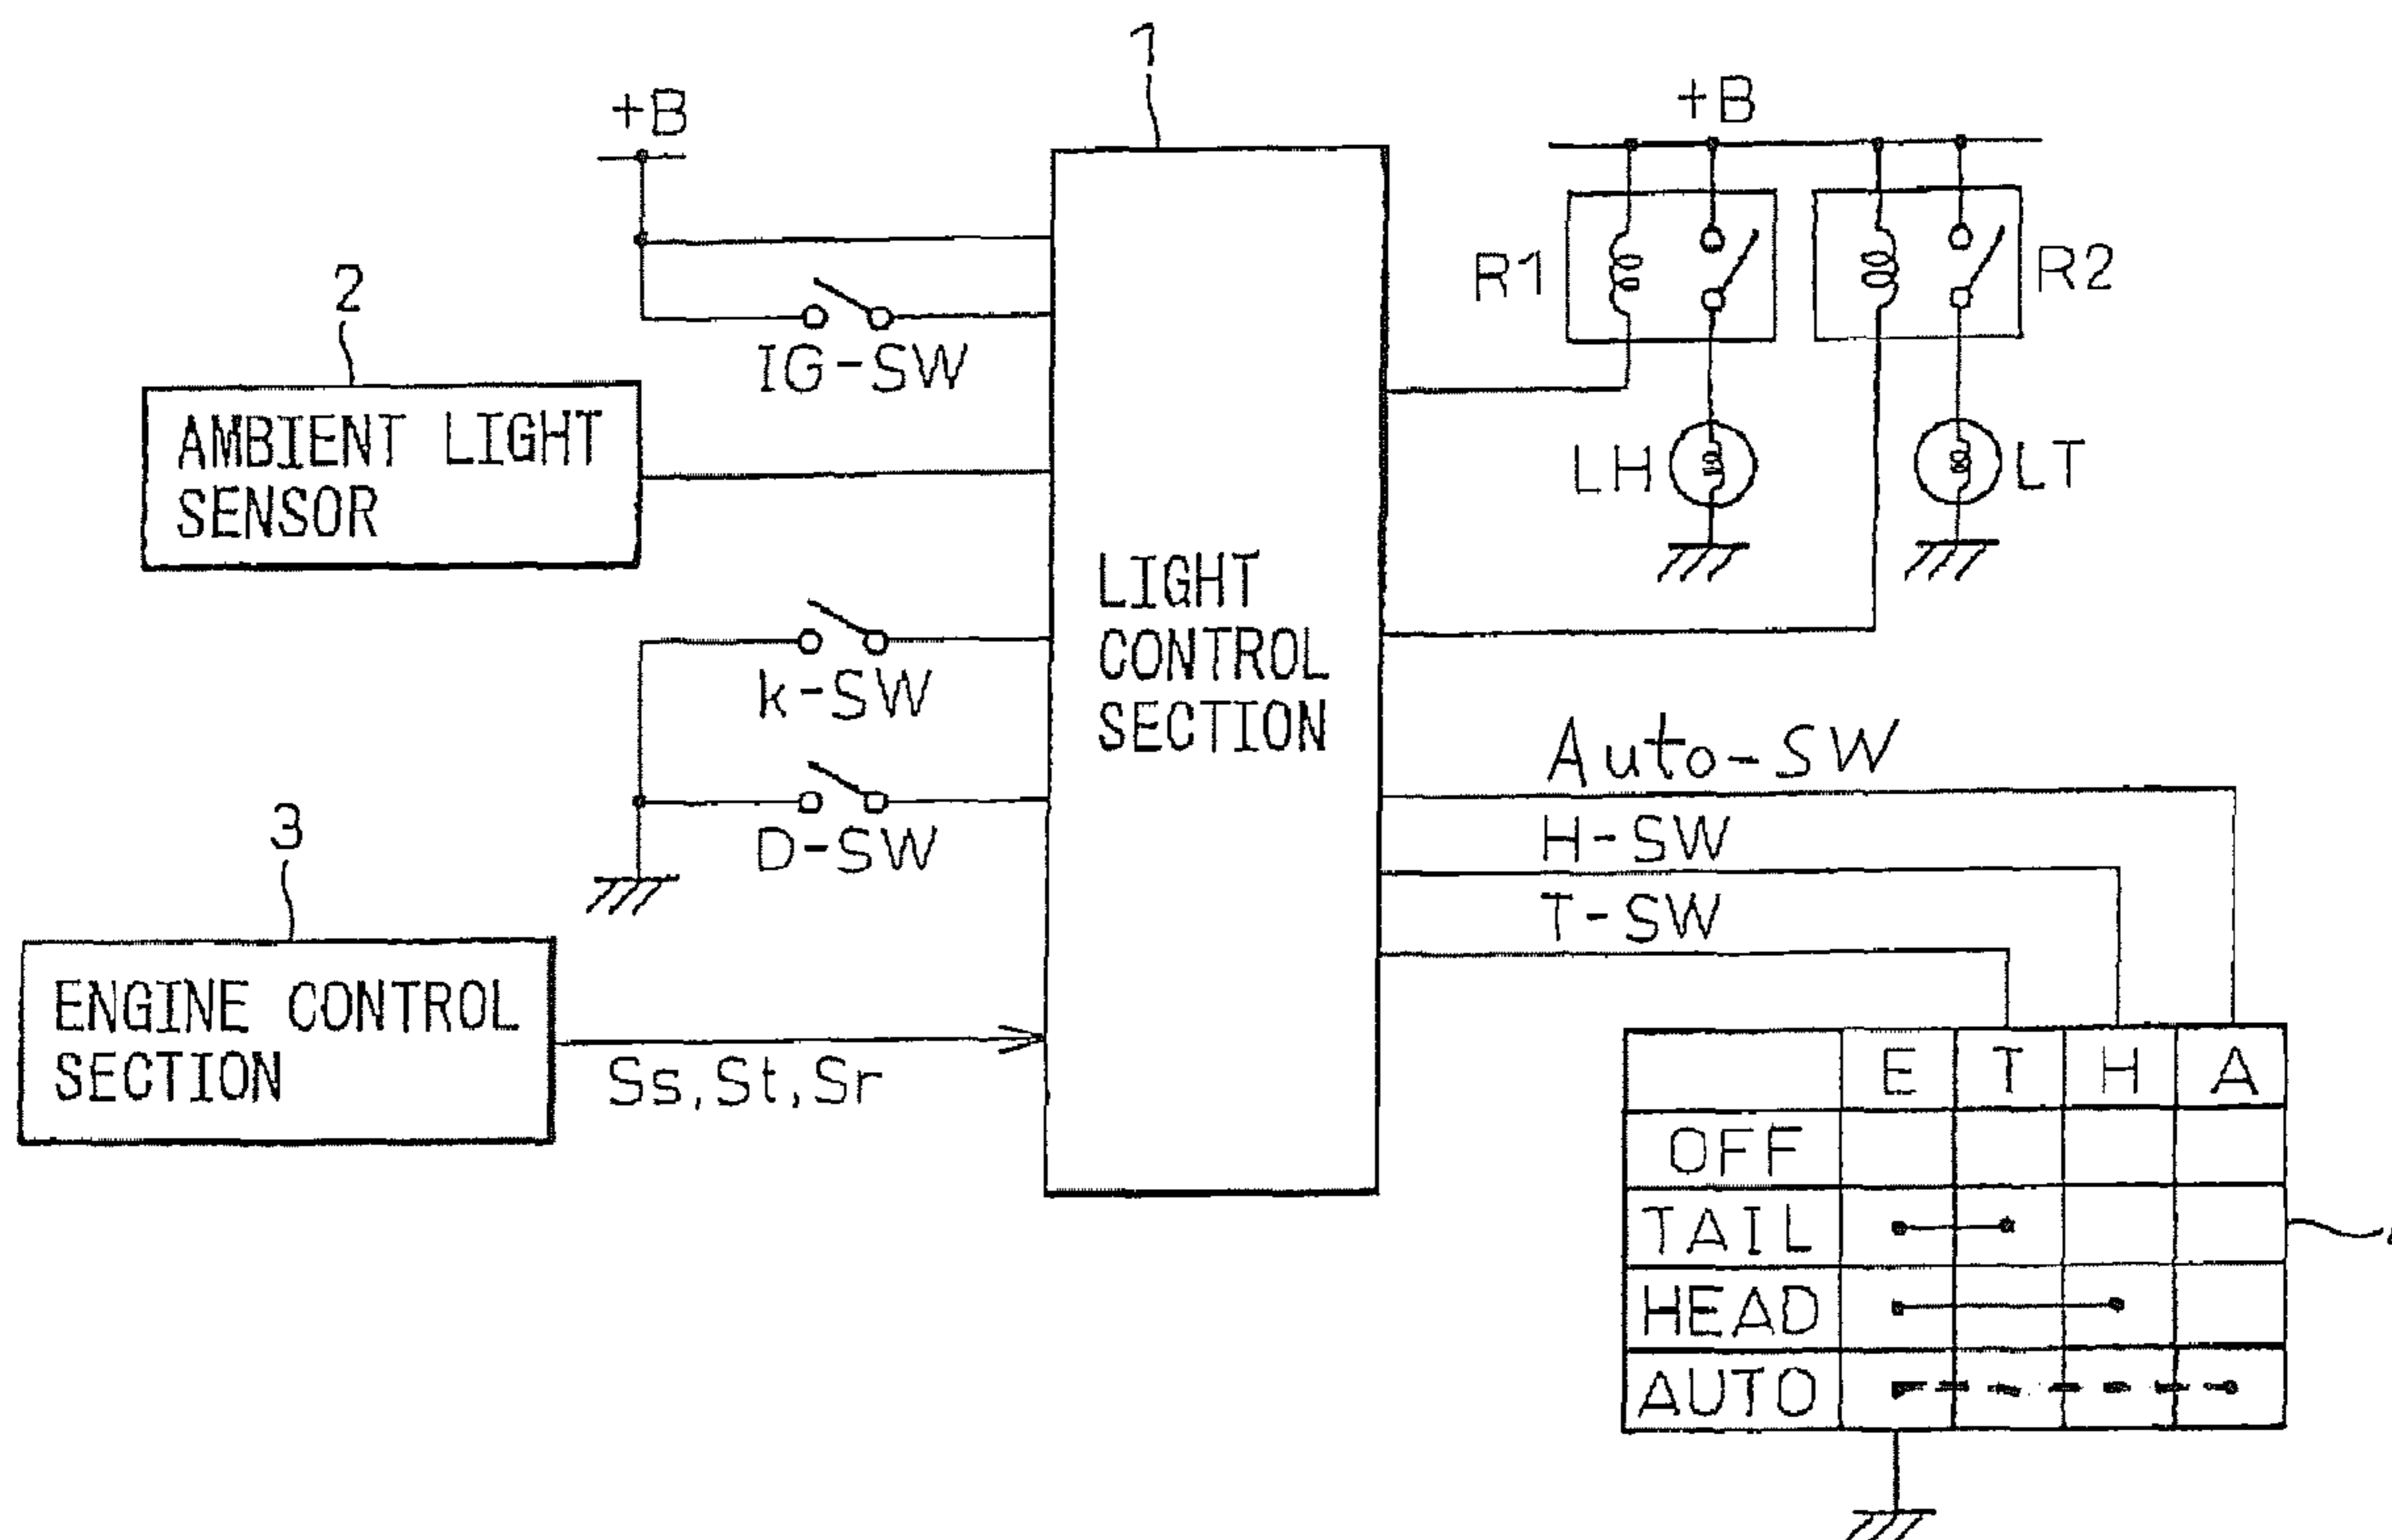 1
+B
+B
2
IG-SW
R1
R2
AMBIENT LIGHT
SENSOR
LH
LT
LIGHT
CONTROL
SECTION
k-SW
D-SW
Auto-SW
H-SW
T-SW
3
ENGINE CONTROL
SECTION
Ss,St,Sr
E T H A
OFF
TAIL
HEAD
AUTO